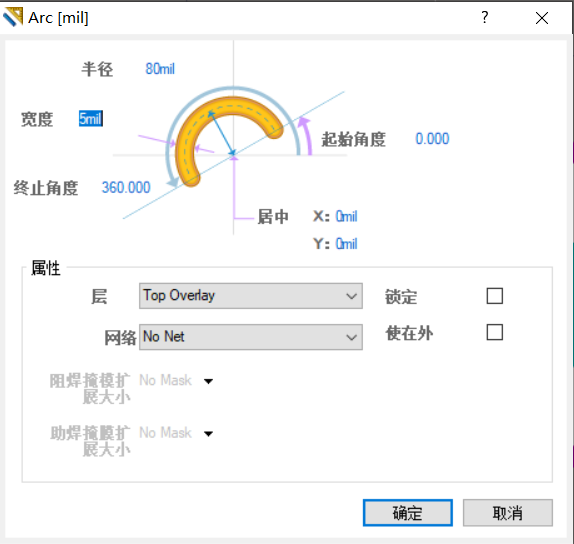 Arc [mil]
?
半径 80mil
宽度 5mil
起始角度 0.000
终止角度 360.000
居中 X: 0mil
Y: 0mil
属性
层 Top Overlay 锁定
网络 No Net 使在外
阻焊掩模扩 No Mask
展大小
助焊掩膜扩 No Mask
展大小
确定 取消